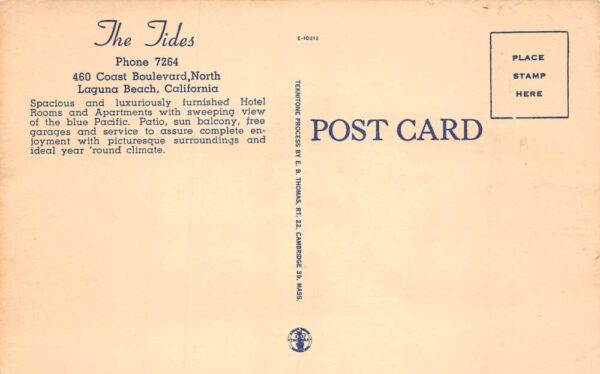 The Tides
Phone 7264
460 Coast Boulevard, North
Laguna Beach, California
Spacious and luxuriously furnished Hotel
Rooms and Apartments with sweeping view
of the blue Pacific. Patio, sun balcony, free
garages and service to assure complete en-
joyment with picturesque surroundings and
ideal year 'round climate.
E-10212
TEKNITONE PROCESS BY E. B. THOMAS, RT. 22, CAMBRIDGE 39, MASS.
POST CARD
PLACE
STAMP
HERE